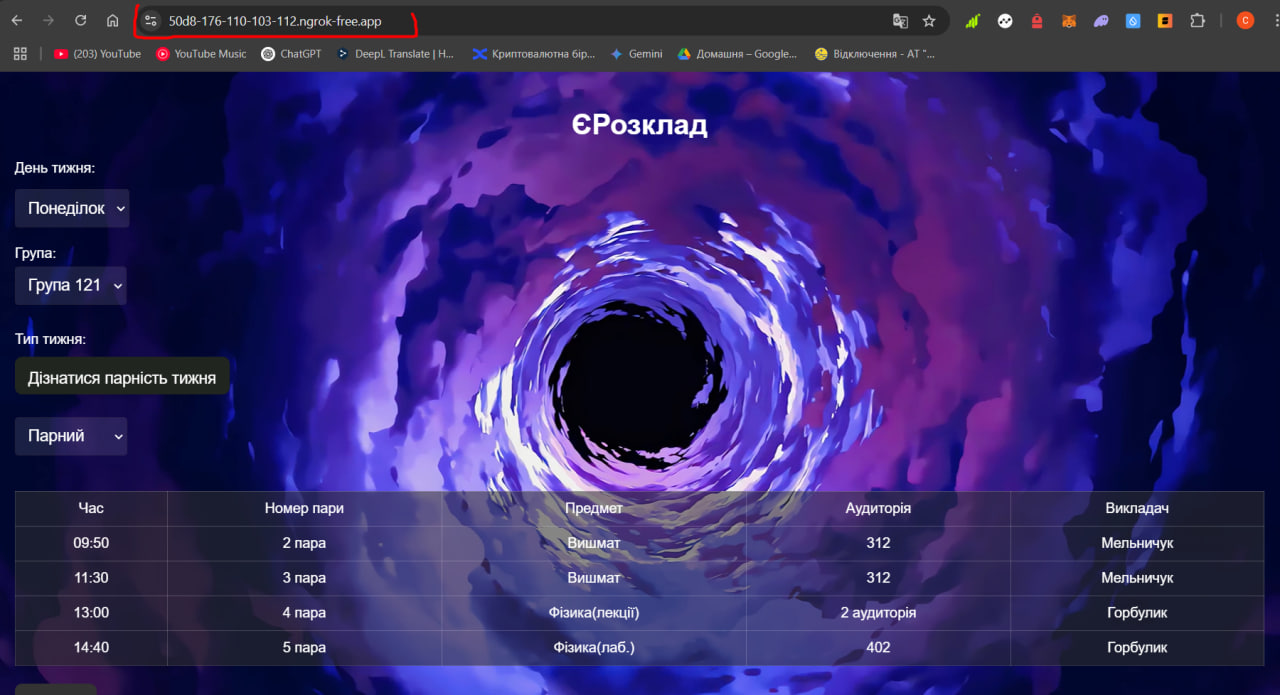 50d8-176-110-103-112.ngrok-free.app
C
(203) YouTube YouTube Music ChatGPT DeepL Translate | H... Криптовалютна бір... Gemini Домашня – Google... Відключення - АТ "...
ЄРозклад
День тижня:
Понеділок
Група:
Група 121
Тип тижня:
Дізнатися парність тижня
Парний
Час Номер пари Предмет Аудиторія Викладач
09:50 2 пара Вишмат 312 Мельничук
11:30 3 пара Вишмат 312 Мельничук
13:00 4 пара Фізика(лекції) 2 аудиторія Горбулик
14:40 5 пара Фізика(лаб.) 402 Горбулик